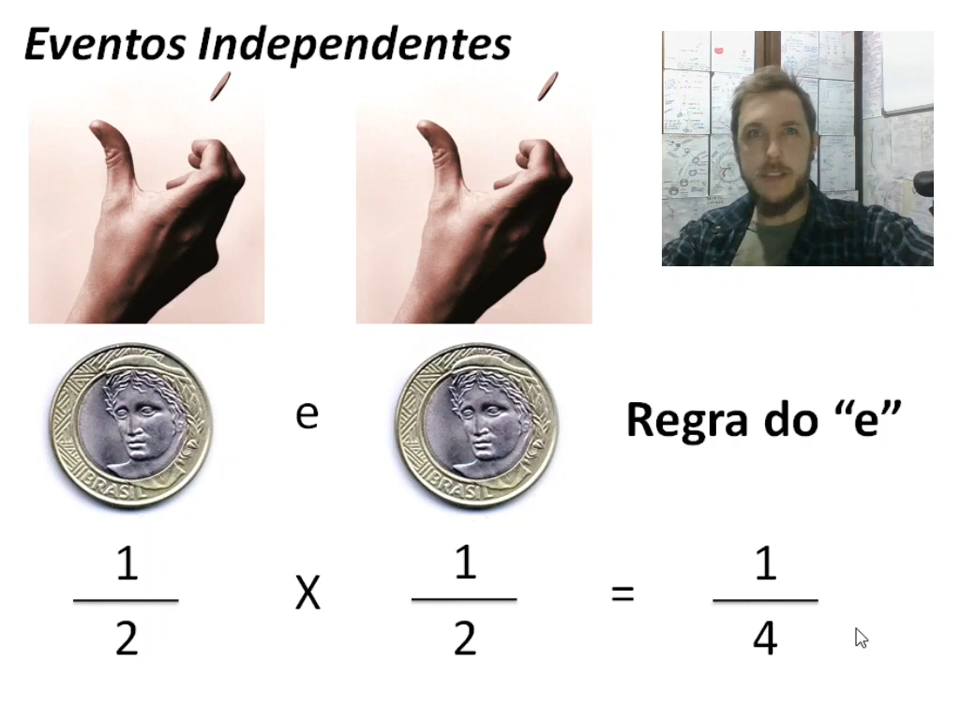 Eventos Independentes
BRASIL
e
BRASIL
Regra do “e”
1
2
X
1
2
=
1
4